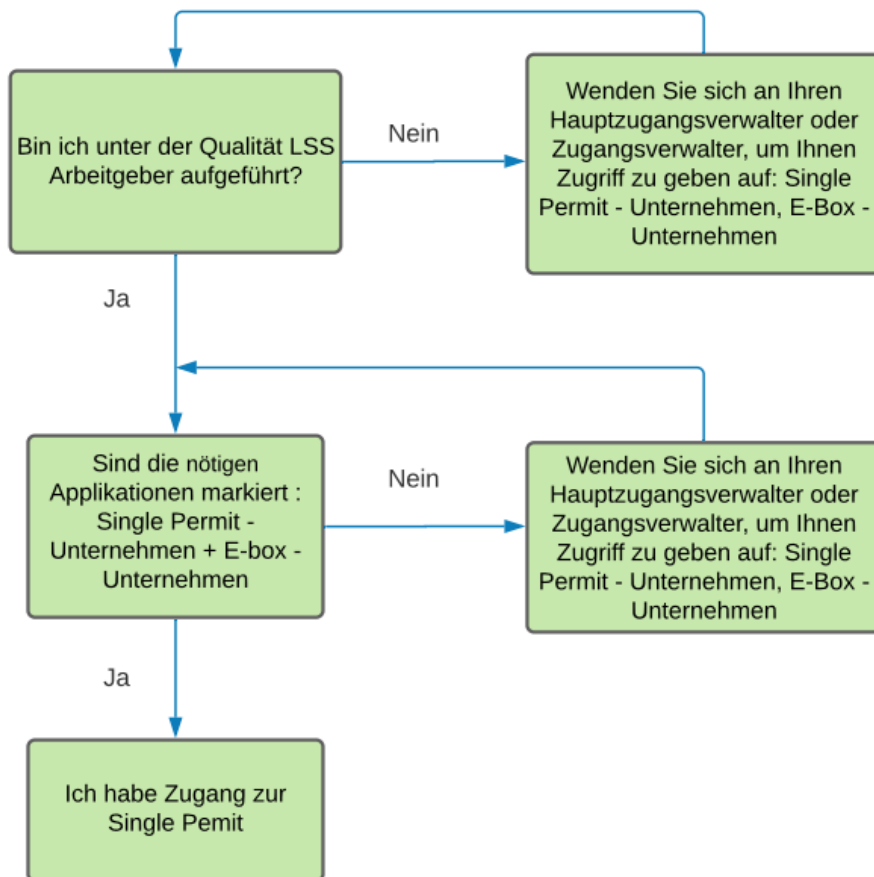 Bin ich unter der Qualität LSS
Arbeitgeber aufgeführt?
Nein
Wenden Sie sich an Ihren
Hauptzugangsverwalter oder
Zugangsverwalter, um Ihnen
Zugriff zu geben auf: Single
Permit - Unternehmen, E-Box -
Unternehmen
Ja
Sind die nötigen
Applikationen markiert :
Single Permit -
Unternehmen + E-box -
Unternehmen
Nein
Wenden Sie sich an Ihren
Hauptzugangsverwalter oder
Zugangsverwalter, um Ihnen
Zugriff zu geben auf: Single
Permit - Unternehmen, E-Box -
Unternehmen
Ja
Ich habe Zugang zur
Single Pemit